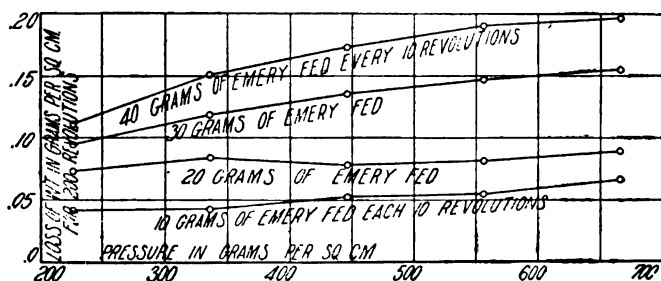 .20
.15
.10
.05
.0
LOSS OF WT IN GRAMS PER SQ CM.
FOR 200 REVOLUTIONS
40 GRAMS OF EMERY FED EVERY 10 REVOLUTIONS
30 GRAMS OF EMERY FED
20 GRAMS OF EMERY FED
10 GRAMS OF EMERY FED EACH 10 REVOLUTIONS
PRESSURE IN GRAMS PER SQ CM
200 300 400 500 600 700